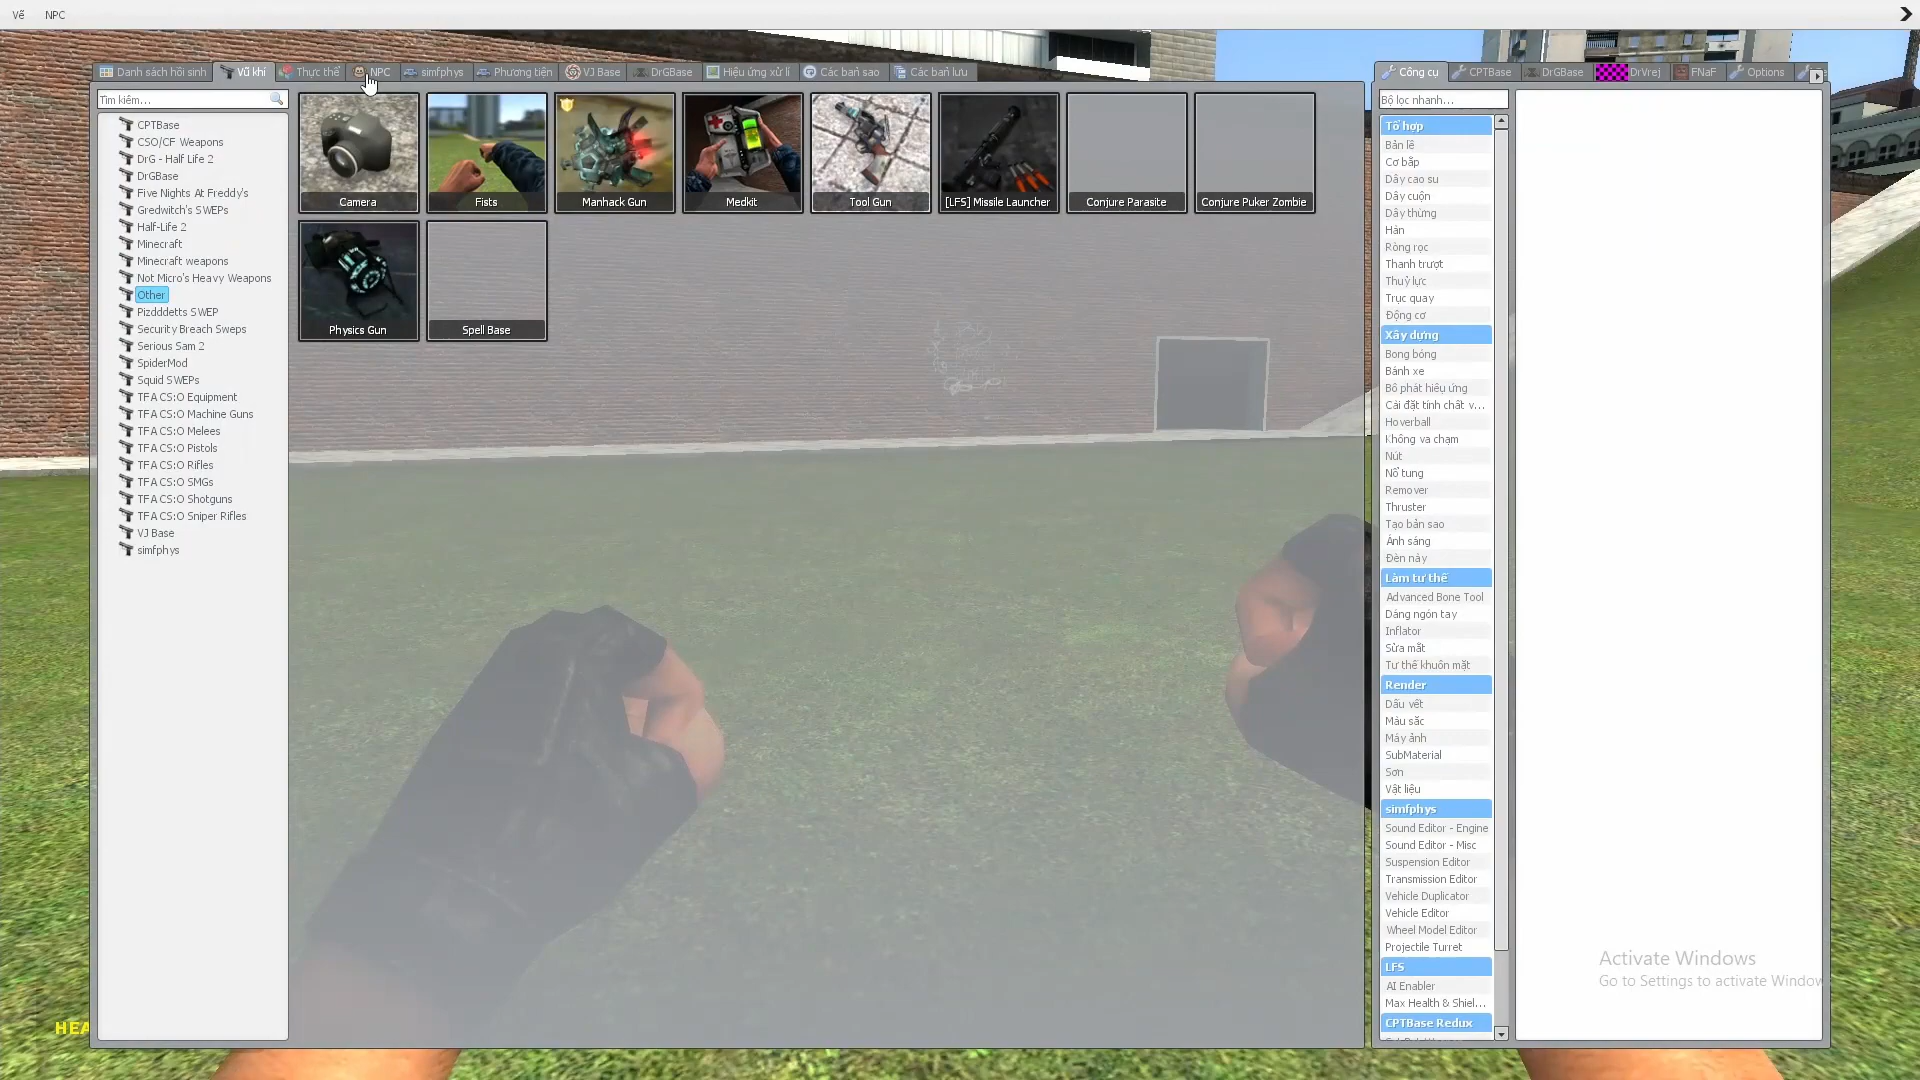 Vẽ
NPC
Danh sách hồi sinh
Vũ khí
Thực thể
NPC
simfphys
Phương tiện
VJ Base
DrGBase
Hiệu ứng xử lí
Các bản sao
Các bản lưu
Công cụ
CPTBase
DrGBase
DrVrej
FNaF
Options
Tìm kiếm...
CPTBase
CSO/CF Weapons
DrG - Half Life 2
DrGBase
Five Nights At Freddy's
Gredwitch's SWEPs
Half-Life 2
Minecraft
Minecraft weapons
Not Micro's Heavy Weapons
Other
Pizdddetts SWEP
Security Breach Sweps
Serious Sam 2
SpiderMod
Squid SWEPs
TFA CS:O Equipment
TFA CS:O Machine Guns
TFA CS:O Melees
TFA CS:O Pistols
TFA CS:O Rifles
TFA CS:O SMGs
TFA CS:O Shotguns
TFA CS:O Sniper Rifles
VJ Base
simfphys
Camera
Fists
Manhack Gun
Medkit
Tool Gun
[LFS] Missile Launcher
Conjure Parasite
Conjure Puker Zombie
Physics Gun
Spell Base
Bộ lọc nhanh...
Tổ hợp
Bản lề
Cơ bắp
Dây cao su
Dây cuộn
Dây thừng
Hàn
Ròng rọc
Thanh trượt
Thuỷ lực
Trục quay
Động cơ
Xây dựng
Bong bóng
Bánh xe
Bộ phát hiệu ứng
Cài đặt tính chất v...
Hoverball
Không va chạm
Nút
Nổ tung
Remover
Thruster
Tạo bản sao
Ánh sáng
Đèn này
Làm tư thế
Advanced Bone Tool
Dáng ngón tay
Inflator
Sửa mắt
Tư thế khuôn mặt
Render
Dấu vết
Màu sắc
Máy ảnh
SubMaterial
Sơn
Vật liệu
simfphys
Sound Editor - Engine
Sound Editor - Misc
Suspension Editor
Transmission Editor
Vehicle Duplicator
Vehicle Editor
Wheel Model Editor
Projectile Turret
LFS
AI Enabler
Max Health & Shiel...
CPTBase Redux
Activate Windows
Go to Settings to activate Window
HEA